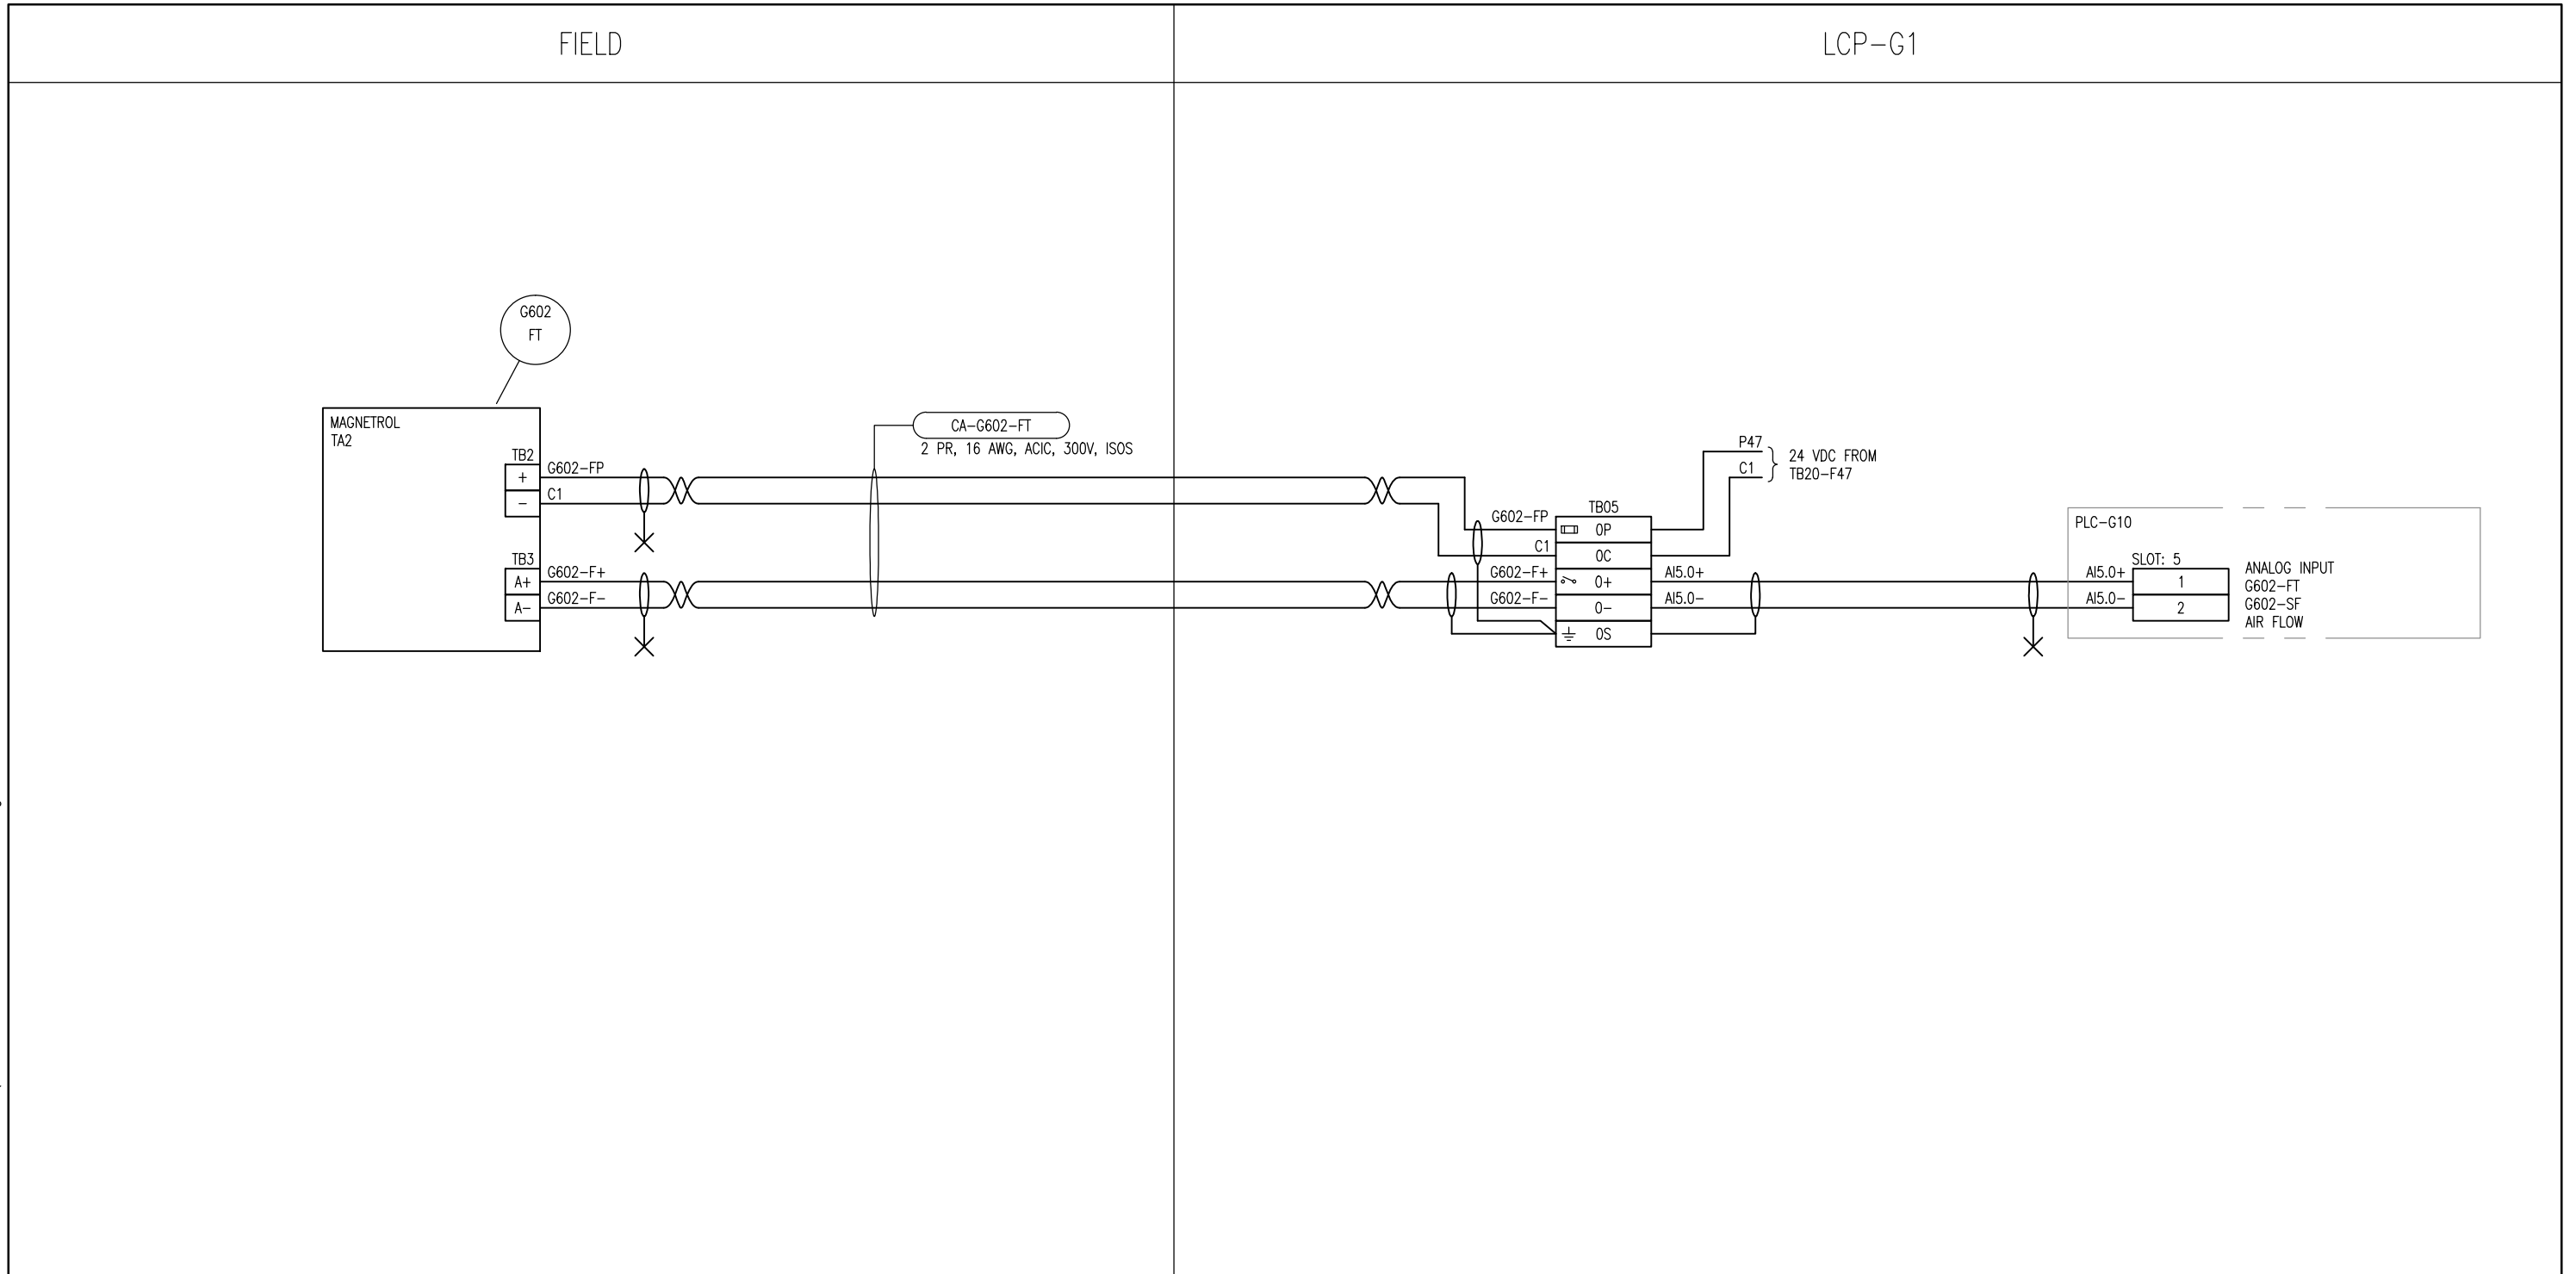 FIELD
LCP-G1
G602
FT
MAGNETROL
TA2
TB2
+
-
G602-FP
C1
TB3
A+
A-
G602-F+
G602-F-
CA-G602-FT
2 PR, 16 AWG, ACIC, 300V, ISOS
P47
C1
24 VDC FROM
TB20-F47
TB05
G602-FP
0P
C1
0C
G602-F+
0+
AI5.0+
G602-F-
0-
AI5.0-
0S
PLC-G10
SLOT: 5
AI5.0+
1
AI5.0-
2
ANALOG INPUT
G602-FT
G602-SF
AIR FLOW